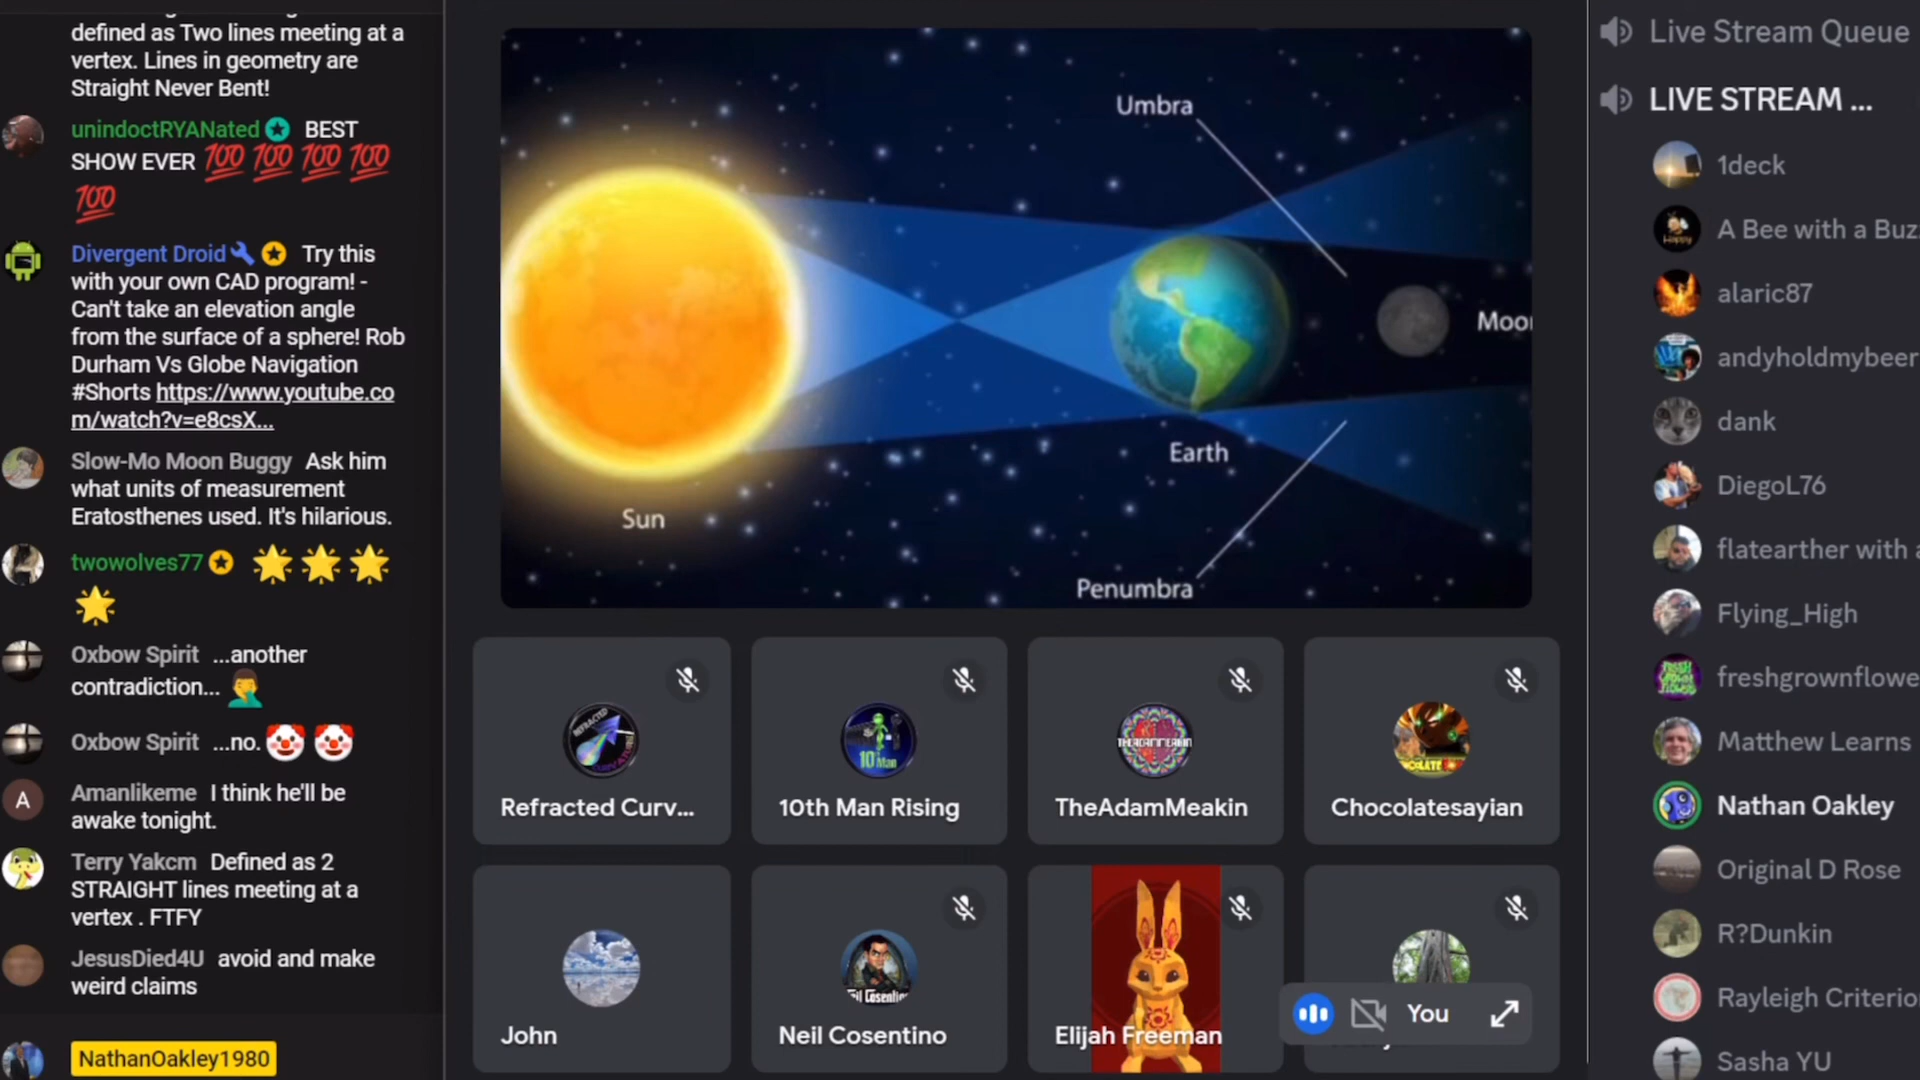 defined as Two lines meeting at a
vertex. Lines in geometry are
Straight Never Bent!
unindoctRYANated BEST
SHOW EVER 💯 💯 💯 💯
💯
Divergent Droid Try this
with your own CAD program! -
Can't take an elevation angle
from the surface of a sphere! Rob
Durham Vs Globe Navigation
#Shorts https://www.youtube.co
m/watch?v=e8csX...
Slow-Mo Moon Buggy Ask him
what units of measurement
Eratosthenes used. It's hilarious.
twowolves77
Oxbow Spirit ...another
contradiction...
Oxbow Spirit ...no.
A
Amanlikeme I think he'll be
awake tonight.
Terry Yakcm Defined as 2
STRAIGHT lines meeting at a
vertex . FTFY
JesusDied4U avoid and make
weird claims
NathanOakley1980
Umbra
Moon
Earth
Sun
Penumbra
REFRACTED
10 Man
THEADAMMEAKIN
Refracted Curv...
10th Man Rising
TheAdamMeakin
Chocolatesayian
John
Neil Cosentino
Elijah Freeman
You
Live Stream Queue
LIVE STREAM ...
1deck
A Bee with a Buz
alaric87
andyholdmybeer
dank
DiegoL76
flatearther with a
Flying_High
freshgrownflowe
Matthew Learns
Nathan Oakley
Original D Rose
R?Dunkin
Rayleigh Criterio
Sasha YU